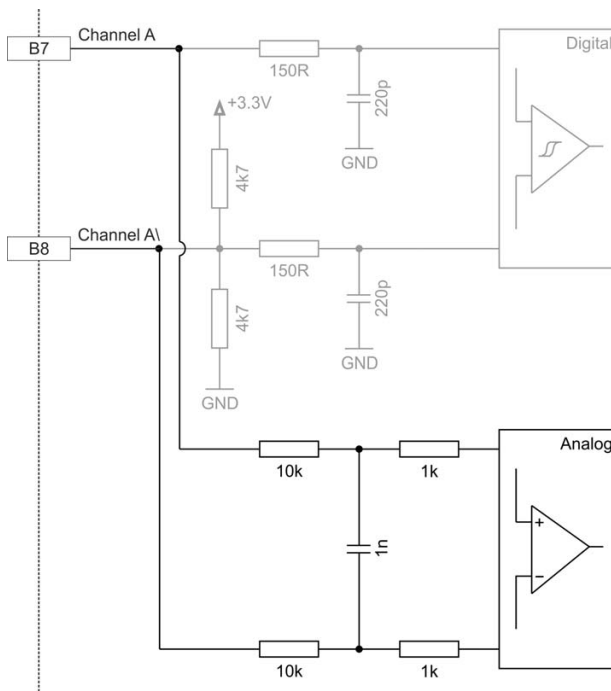 B7
Channel A
Digital
150R
220p
+3.3V
GND
4k7
B8
Channel A\
150R
220p
4k7
GND
GND
Analog
10k
1k
+
1n
−
10k
1k